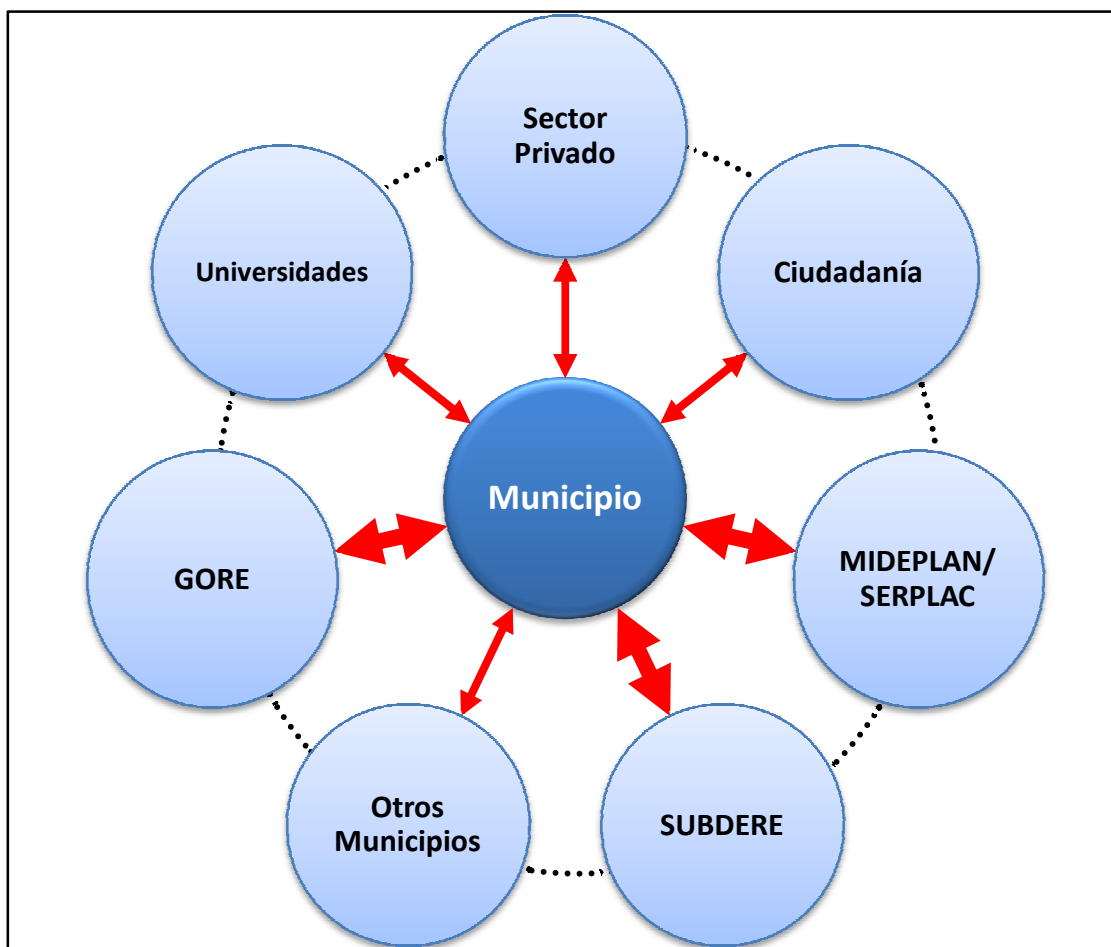 Sector
Privado
Universidades
Ciudadanía
Municipio
GORE
MIDEPLAN/
SERPLAC
Otros
Municipios
SUBDERE